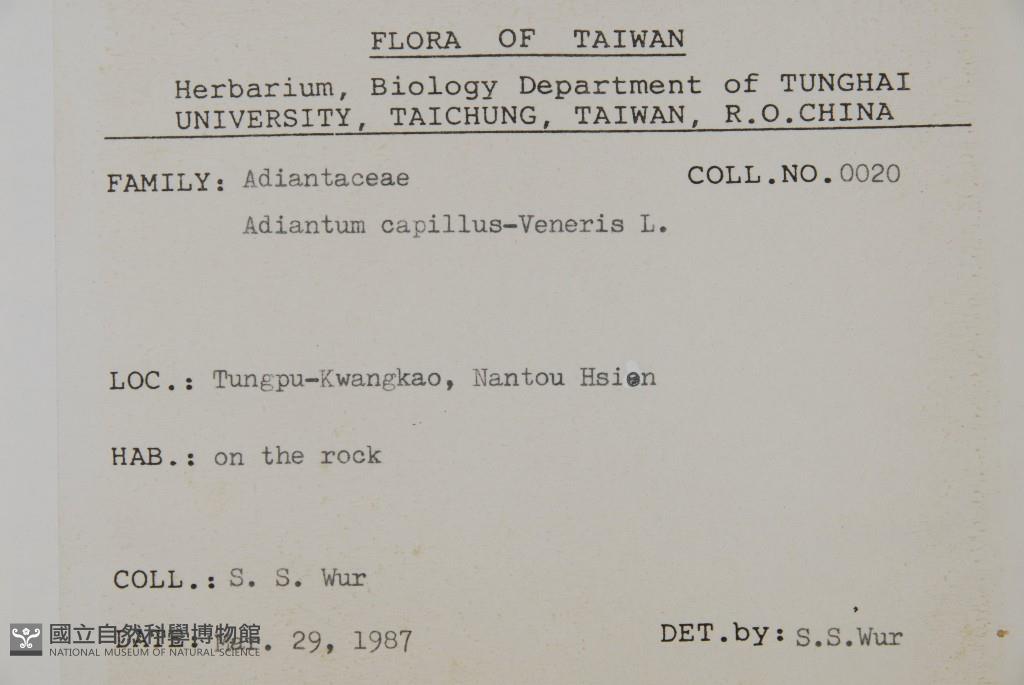 FLORA OF TAIWAN
Herbarium, Biology Department of TUNGHAI
UNIVERSITY, TAICHUNG, TAIWAN, R.O.CHINA
FAMILY: Adiantaceae COLL.NO.0020
Adiantum capillus-Veneris L.
LOC.: Tungpu-Kwangkao, Nantou Hsien
HAB.: on the rock
COLL.: S. S. Wur
DATE: Mar. 29, 1987 DET.by: S.S.Wur
國立自然科學博物館
NATIONAL MUSEUM OF NATURAL SCIENCE